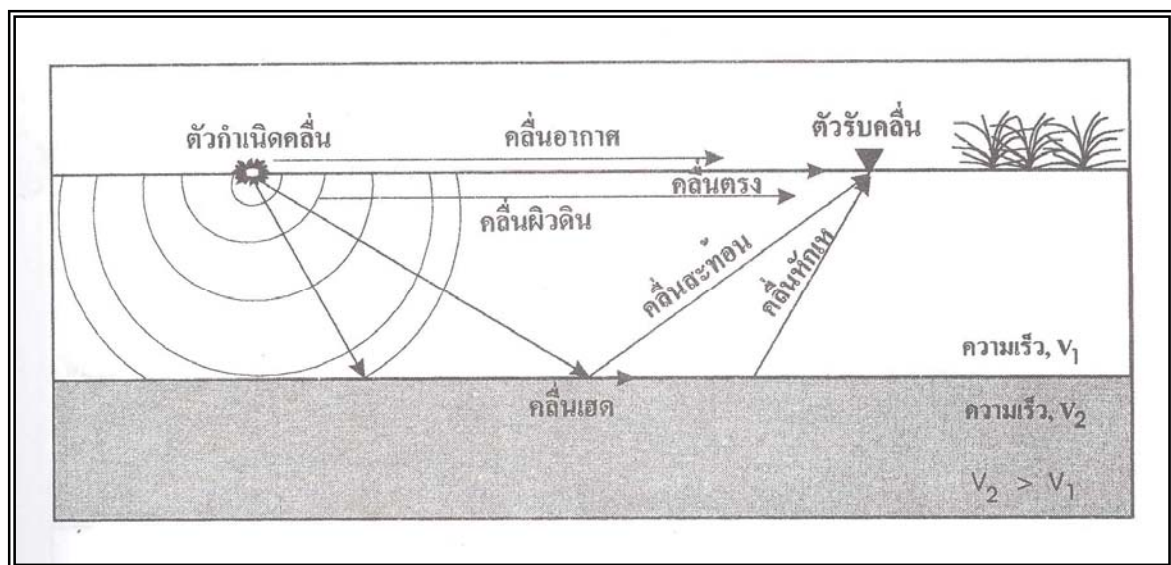 ตัวกำเนิดคลื่น
คลื่นอากาศ
ตัวรับคลื่น
คลื่นตรง
คลื่นผิวดิน
คลื่นสะท้อน
คลื่นหักเห
ความเร็ว, V₁
คลื่นเฮด
ความเร็ว, V₂
V₂ > V₁